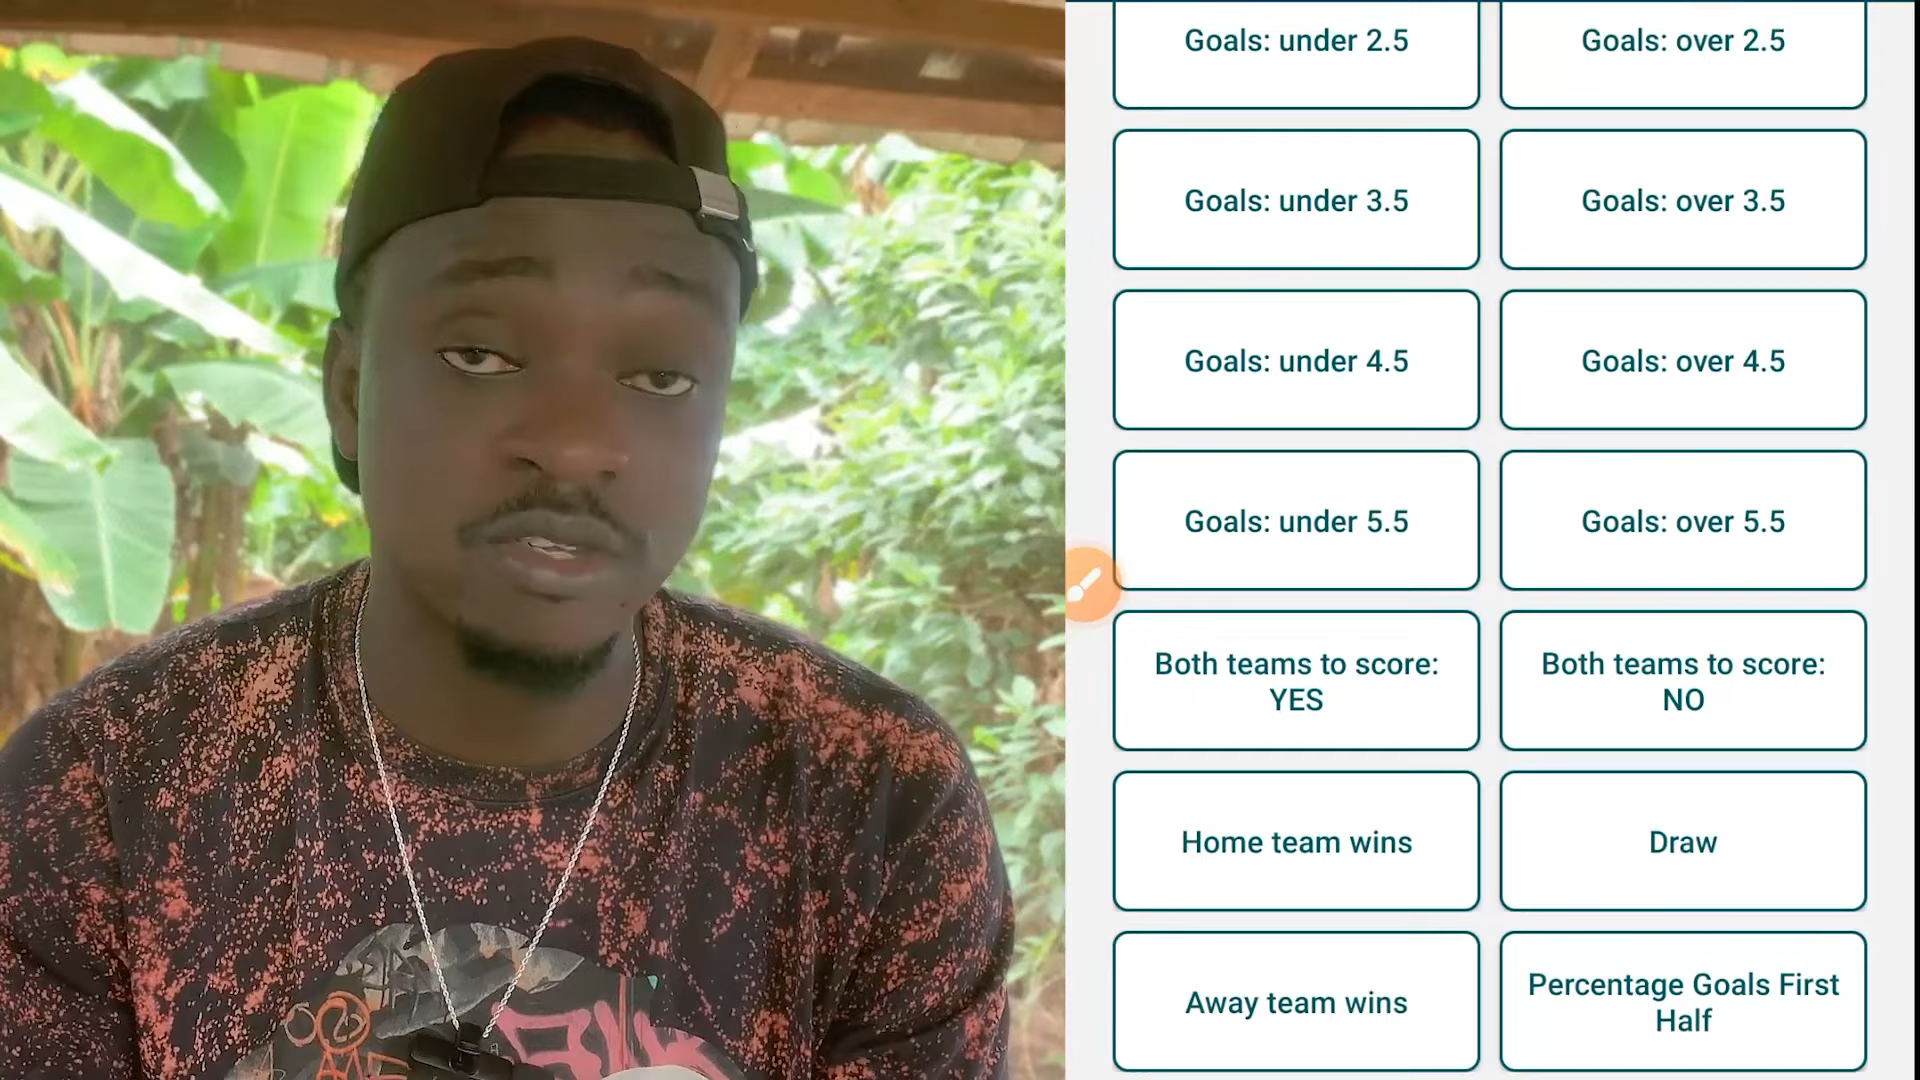 Goals: under 2.5
Goals: over 2.5
Goals: under 3.5
Goals: over 3.5
Goals: under 4.5
Goals: over 4.5
Goals: under 5.5
Goals: over 5.5
Both teams to score:
YES
Both teams to score:
NO
Home team wins
Draw
Away team wins
Percentage Goals First
Half